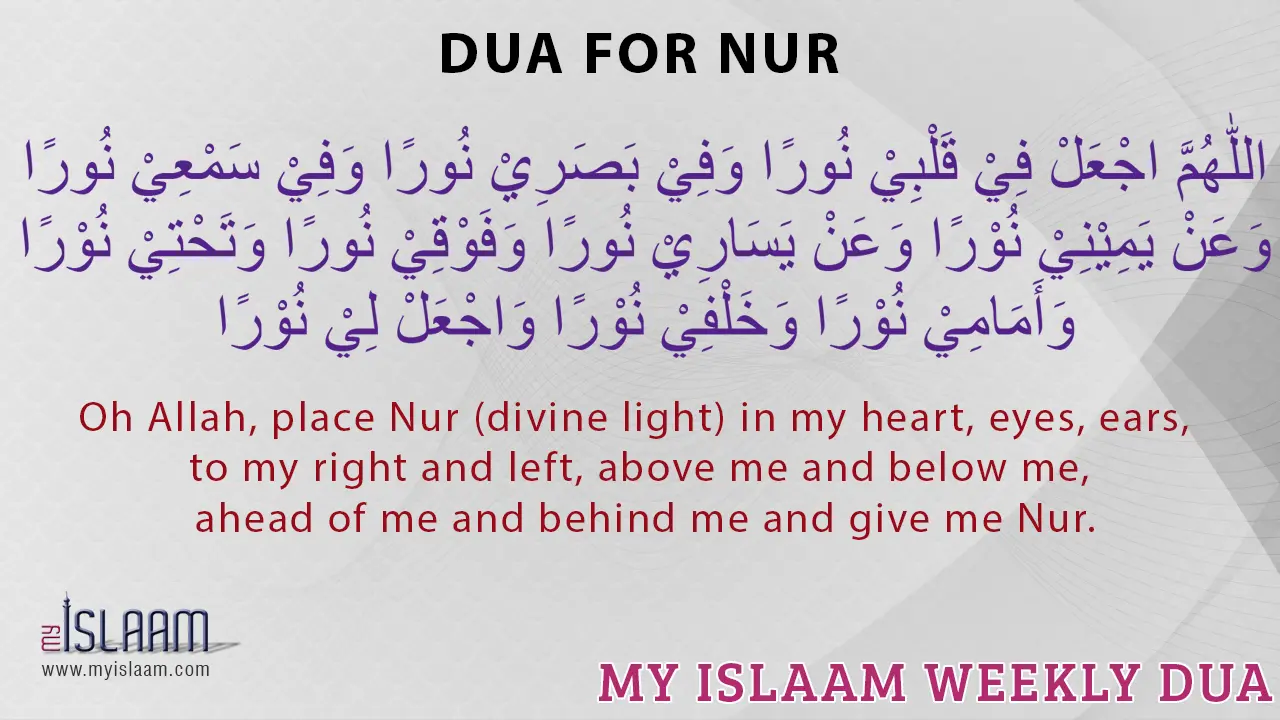 DUA FOR NUR
اللّٰهُمَّ اجْعَلْ فِيْ قَلْبِيْ نُورًا وَفِيْ بَصَرِيْ نُورًا وَفِيْ سَمْعِيْ نُورًا
وَعَنْ يَمِيْنِيْ نُوْرًا وَعَنْ يَسَارِيْ نُورًا وَفَوْقِيْ نُورًا وَتَحْتِيْ نُوْرًا
وَأَمَامِيْ نُوْرًا وَخَلْفِيْ نُوْرًا وَاجْعَلْ لِيْ نُوْرًا
Oh Allah, place Nur (divine light) in my heart, eyes, ears,
to my right and left, above me and below me,
ahead of me and behind me and give me Nur.
my ISLAAM
www.myislaam.com
MY ISLAAM WEEKLY DUA